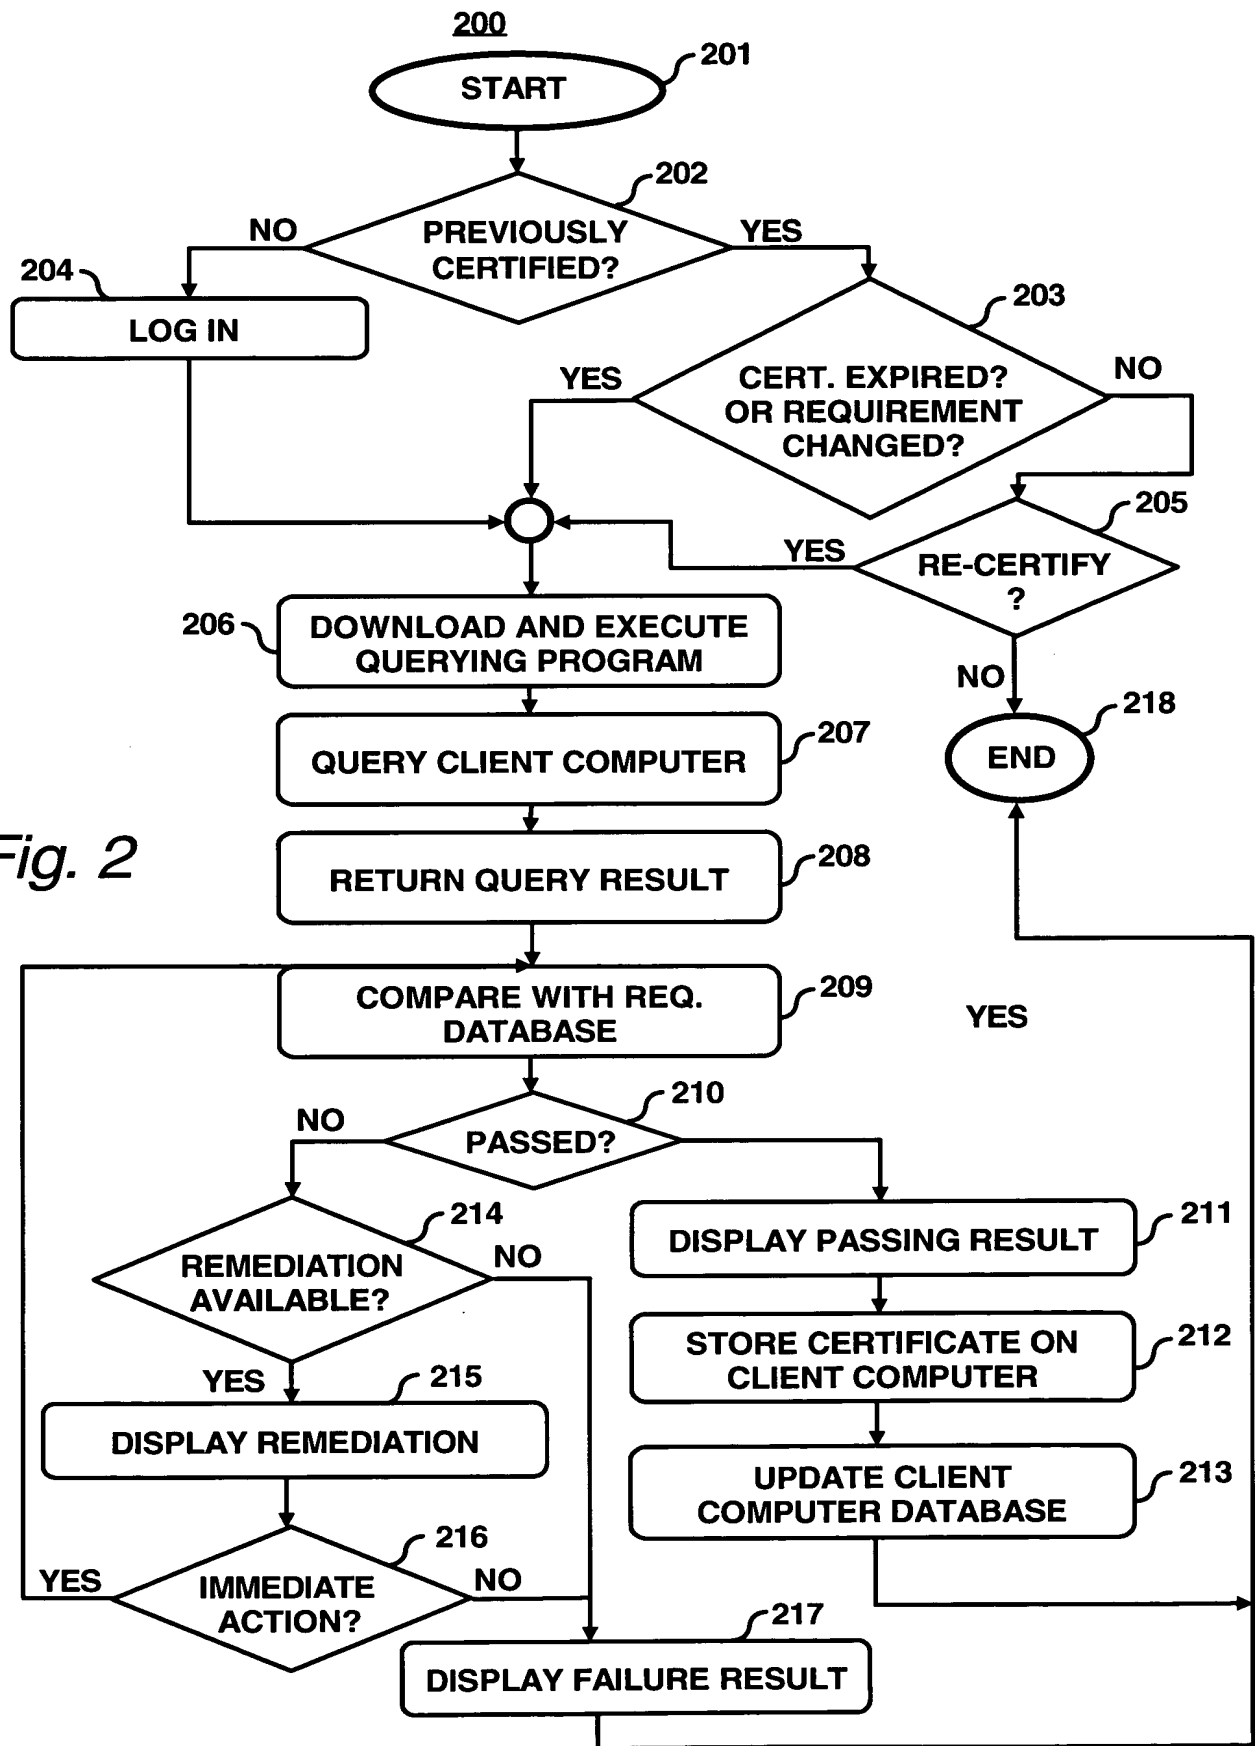 200
START
201
202
PREVIOUSLY
CERTIFIED?
NO
YES
204
LOG IN
203
CERT. EXPIRED?
OR REQUIREMENT
CHANGED?
YES
NO
205
RE-CERTIFY
?
YES
NO
206
DOWNLOAD AND EXECUTE
QUERYING PROGRAM
218
END
207
QUERY CLIENT COMPUTER
Fig. 2
208
RETURN QUERY RESULT
209
COMPARE WITH REQ.
DATABASE
YES
210
PASSED?
NO
214
REMEDIATION
AVAILABLE?
NO
YES
211
DISPLAY PASSING RESULT
212
STORE CERTIFICATE ON
CLIENT COMPUTER
215
DISPLAY REMEDIATION
213
UPDATE CLIENT
COMPUTER DATABASE
216
IMMEDIATE
ACTION?
YES
NO
217
DISPLAY FAILURE RESULT